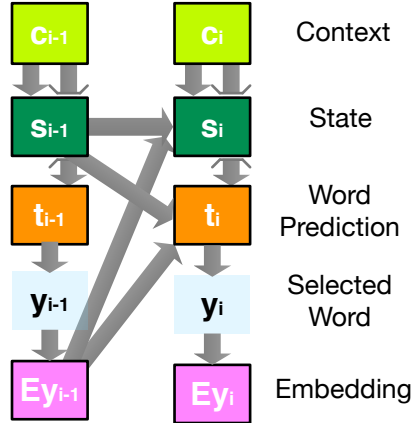 ci-1 ci Context
si-1 si State
ti-1 ti Word
Prediction
yi-1 yi Selected
Word
Eyi-1 Eyi Embedding